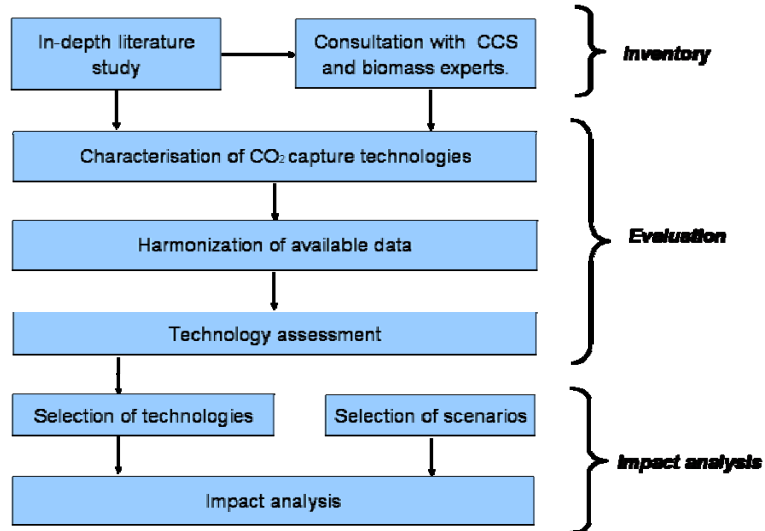 In-depth literature
study
Consultation with CCS
and biomass experts.
Inventory
Characterisation of CO₂ capture technologies
Harmonization of available data
Evaluation
Technology assessment
Selection of technologies
Selection of scenarios
Impact analysis
Impact analysis